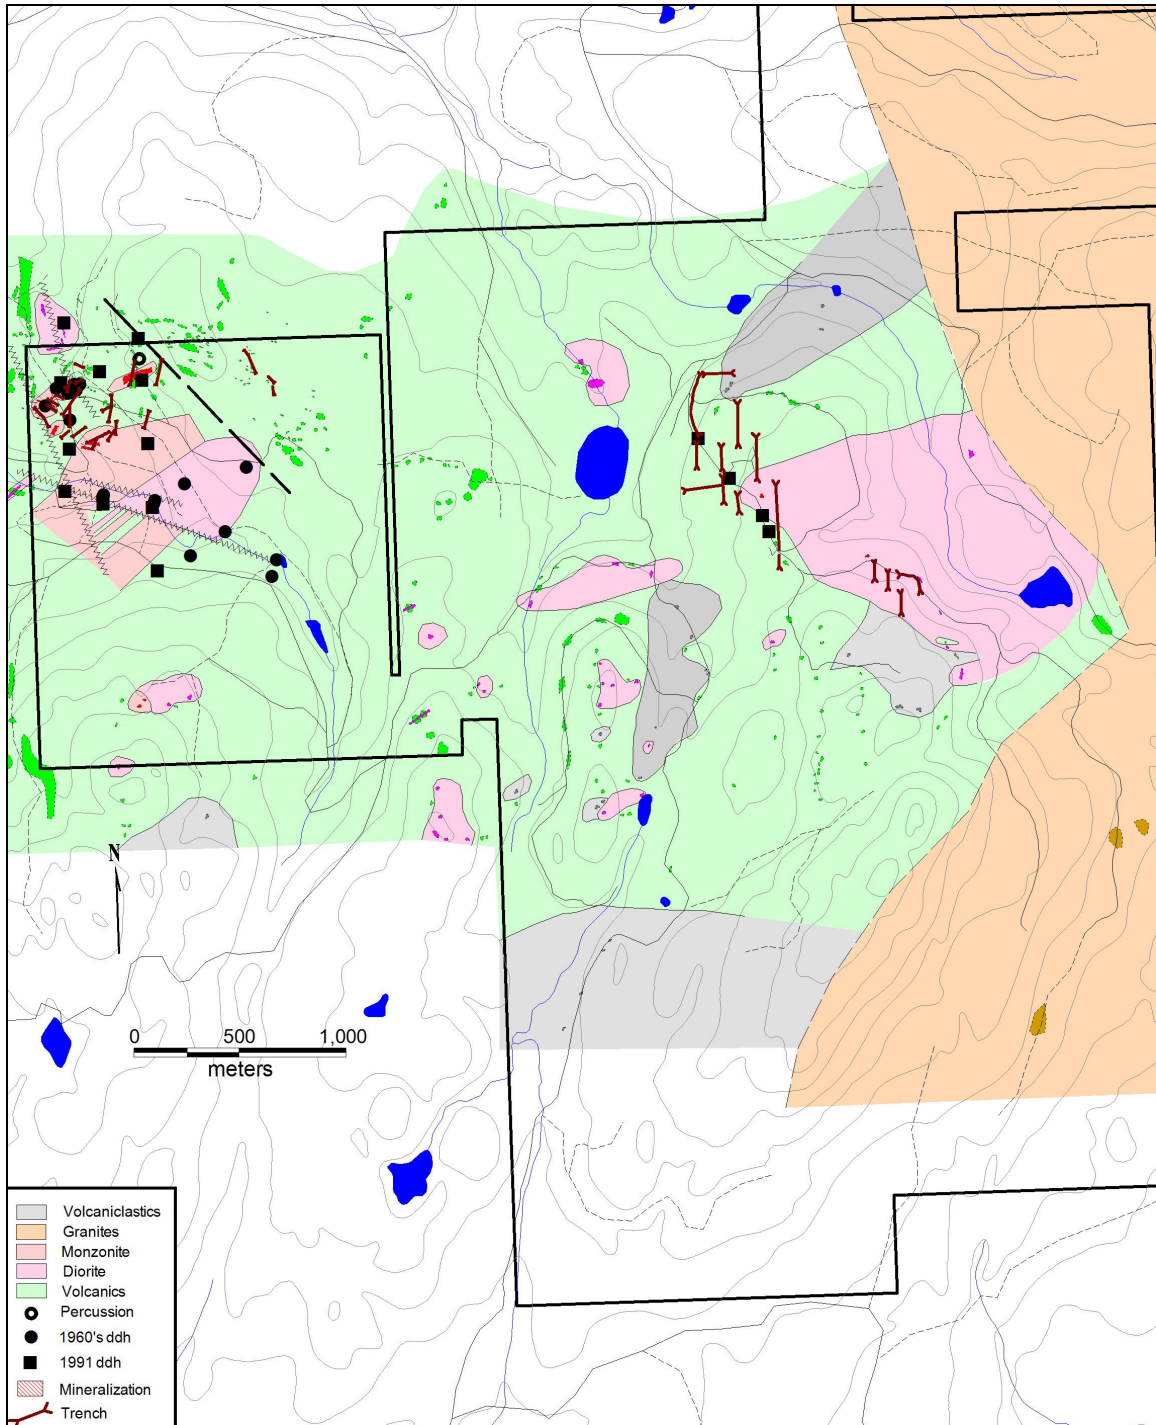 N
0 500 1,000
meters
Volcaniclastics
Granites
Monzonite
Diorite
Volcanics
Percussion
1960's ddh
1991 ddh
Mineralization
Trench